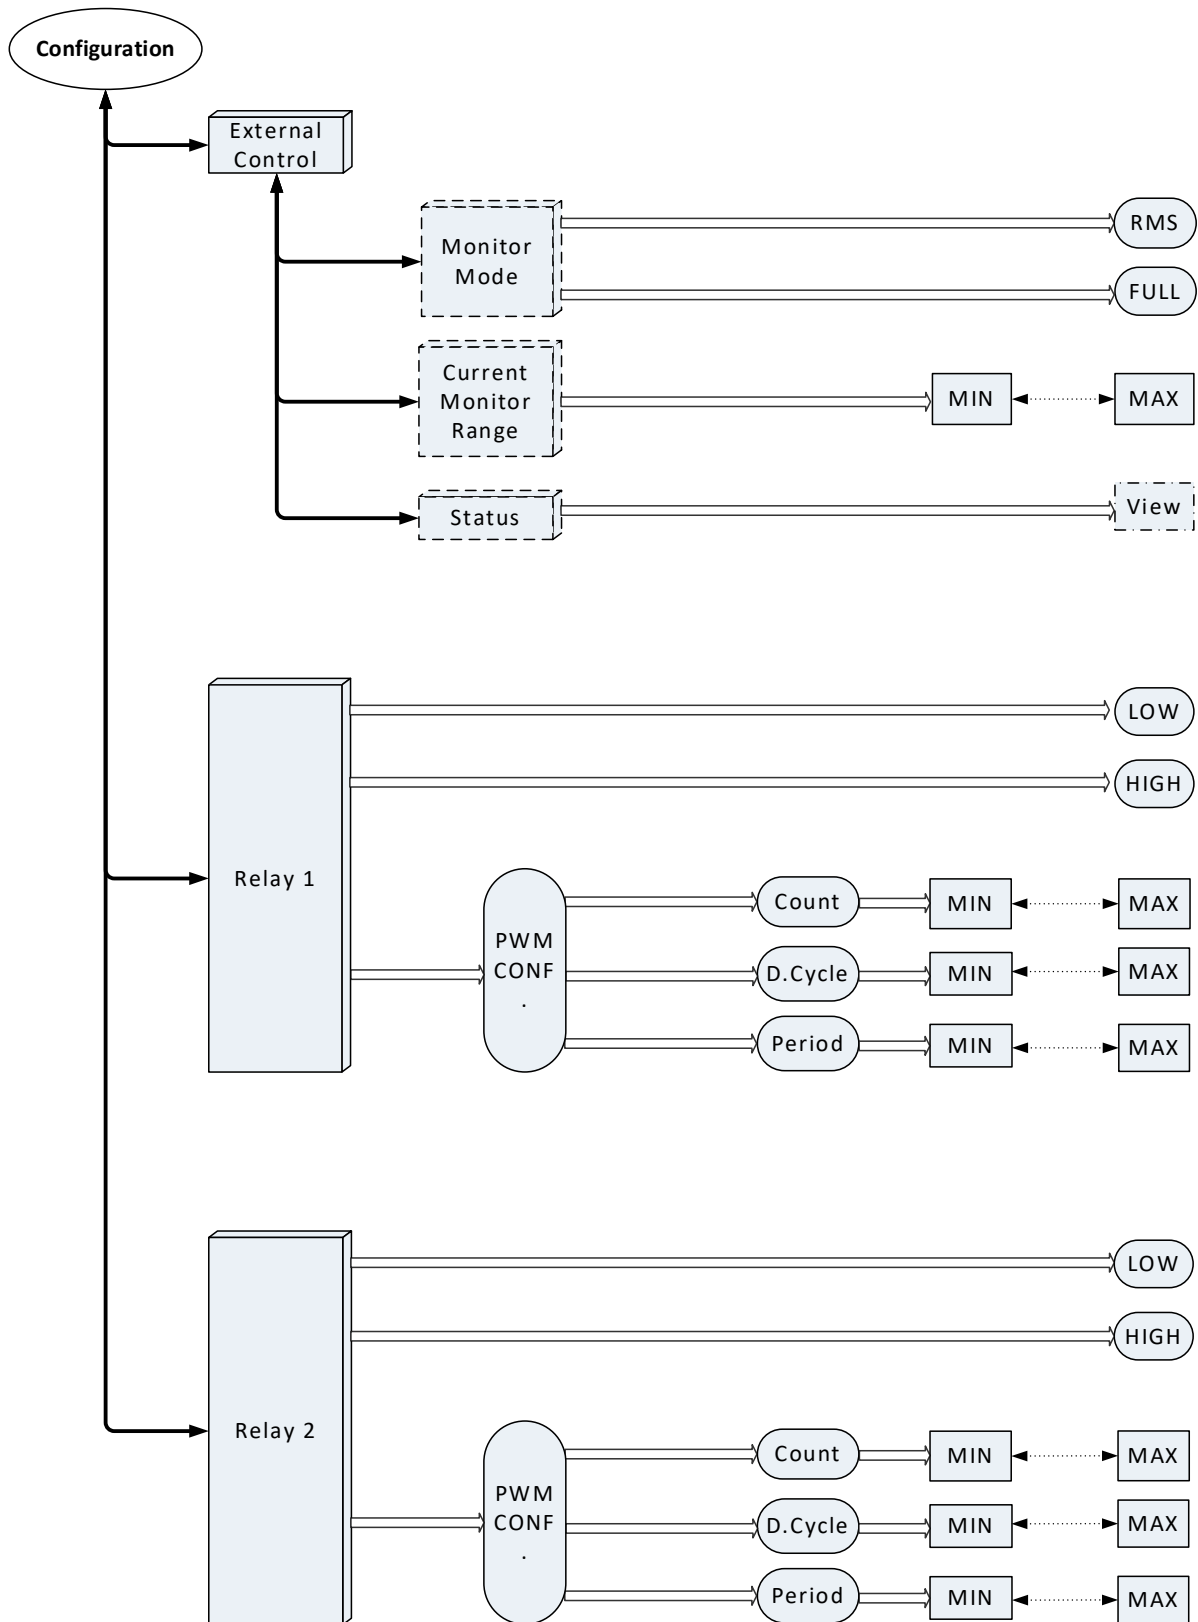 Configuration
External
Control
Monitor
Mode
RMS
FULL
Current
Monitor
Range
MIN
MAX
Status
View
Relay 1
LOW
HIGH
PWM
CONF
.
Count
MIN
MAX
D.Cycle
MIN
MAX
Period
MIN
MAX
Relay 2
LOW
HIGH
PWM
CONF
.
Count
MIN
MAX
D.Cycle
MIN
MAX
Period
MIN
MAX